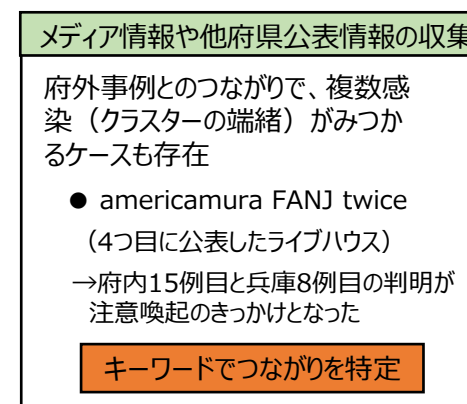 メディア情報や他府県公表情報の収集
府外事例とのつながりで、複数感
染（クラスターの端緒）がみつか
るケースも存在
● americamura FANJ twice
（4つ目に公表したライブハウス）
→府内15例目と兵庫8例目の判明が
注意喚起のきっかけとなった
キーワードでつながりを特定